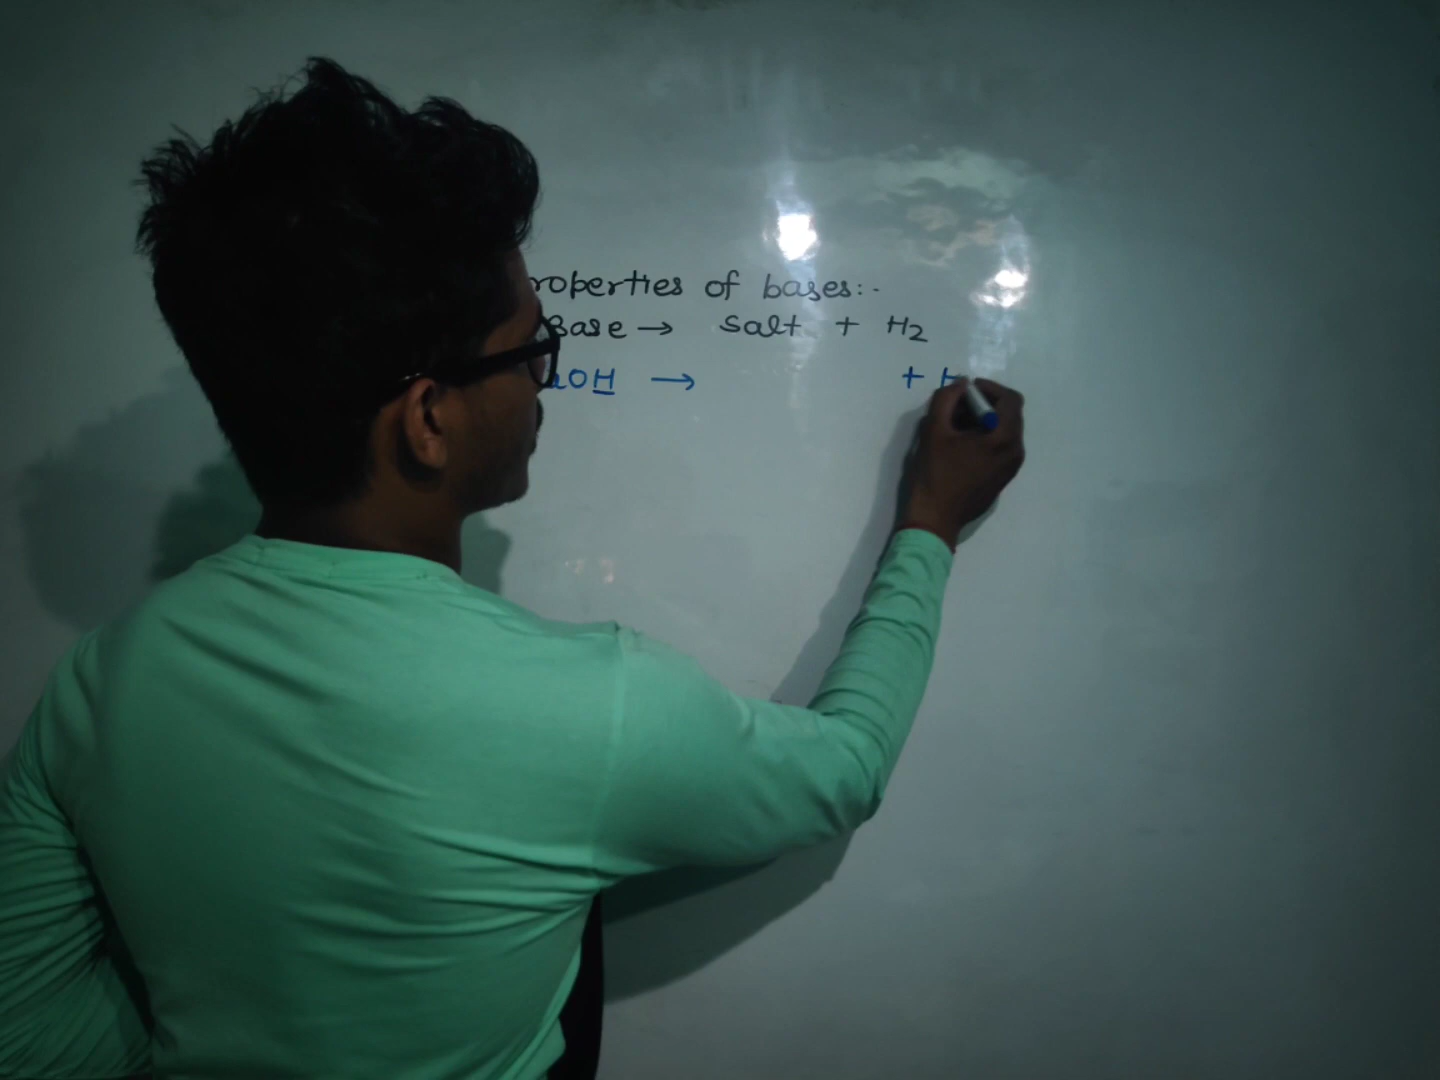 roperties of bases:-
Base → Salt + H2
aOH → + H